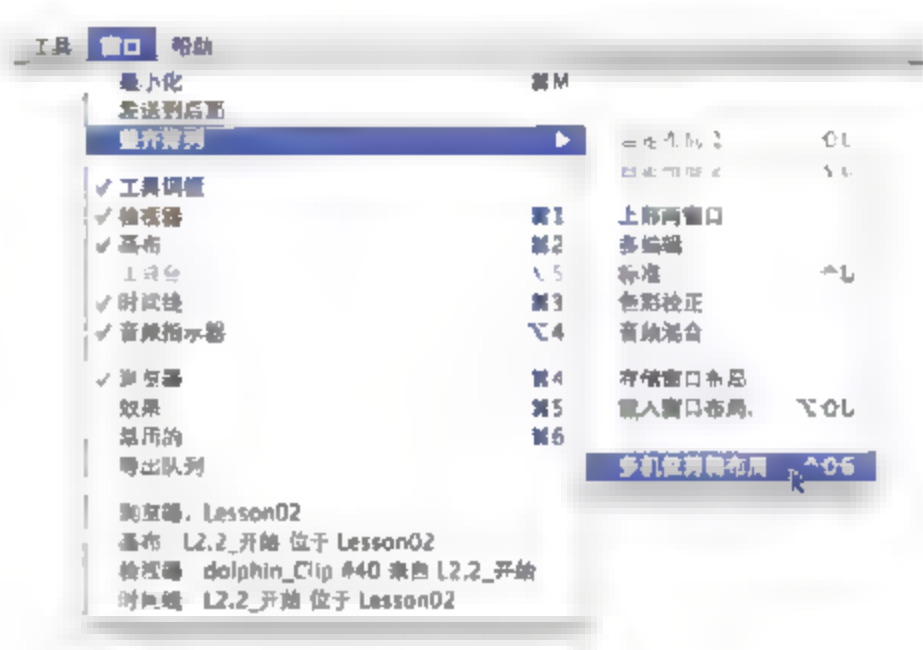 工具 窗口 帮助
最小化 ⌘M
发送到后面
整齐排列 ▶
✓ 工具调板
✓ 检视器 ⌘1
✓ 画布 ⌘2
⌥5
✓ 时间线 ⌘3
✓ 音频指示器 ⌥4
✓ 浏览器 ⌘4
效果 ⌘5
常用的 ⌘6
导出队列
浏览器: Lesson02
画布 L2.2_开始 位于 Lesson02
检视器 dolphin_Clip #40 来自 L2.2_开始
时间线 L2.2_开始 位于 Lesson02
上部两窗口
多编辑
标准 ^L
色彩校正
音频混合
存储窗口布局
载入窗口布局. ⌥⇧L
多机位剪辑布局 ^⇧6